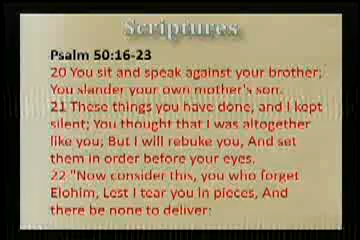 Scriptures
Psalm 50:16-23
20 You sit and speak against your brother;
You slander your own mother's son.
21 These things you have done, and I kept
silent; You thought that I was altogether
like you; But I will rebuke you, And set
them in order before your eyes.
22 "Now consider this, you who forget
Elohim, Lest I tear you in pieces, And
there be none to deliver: